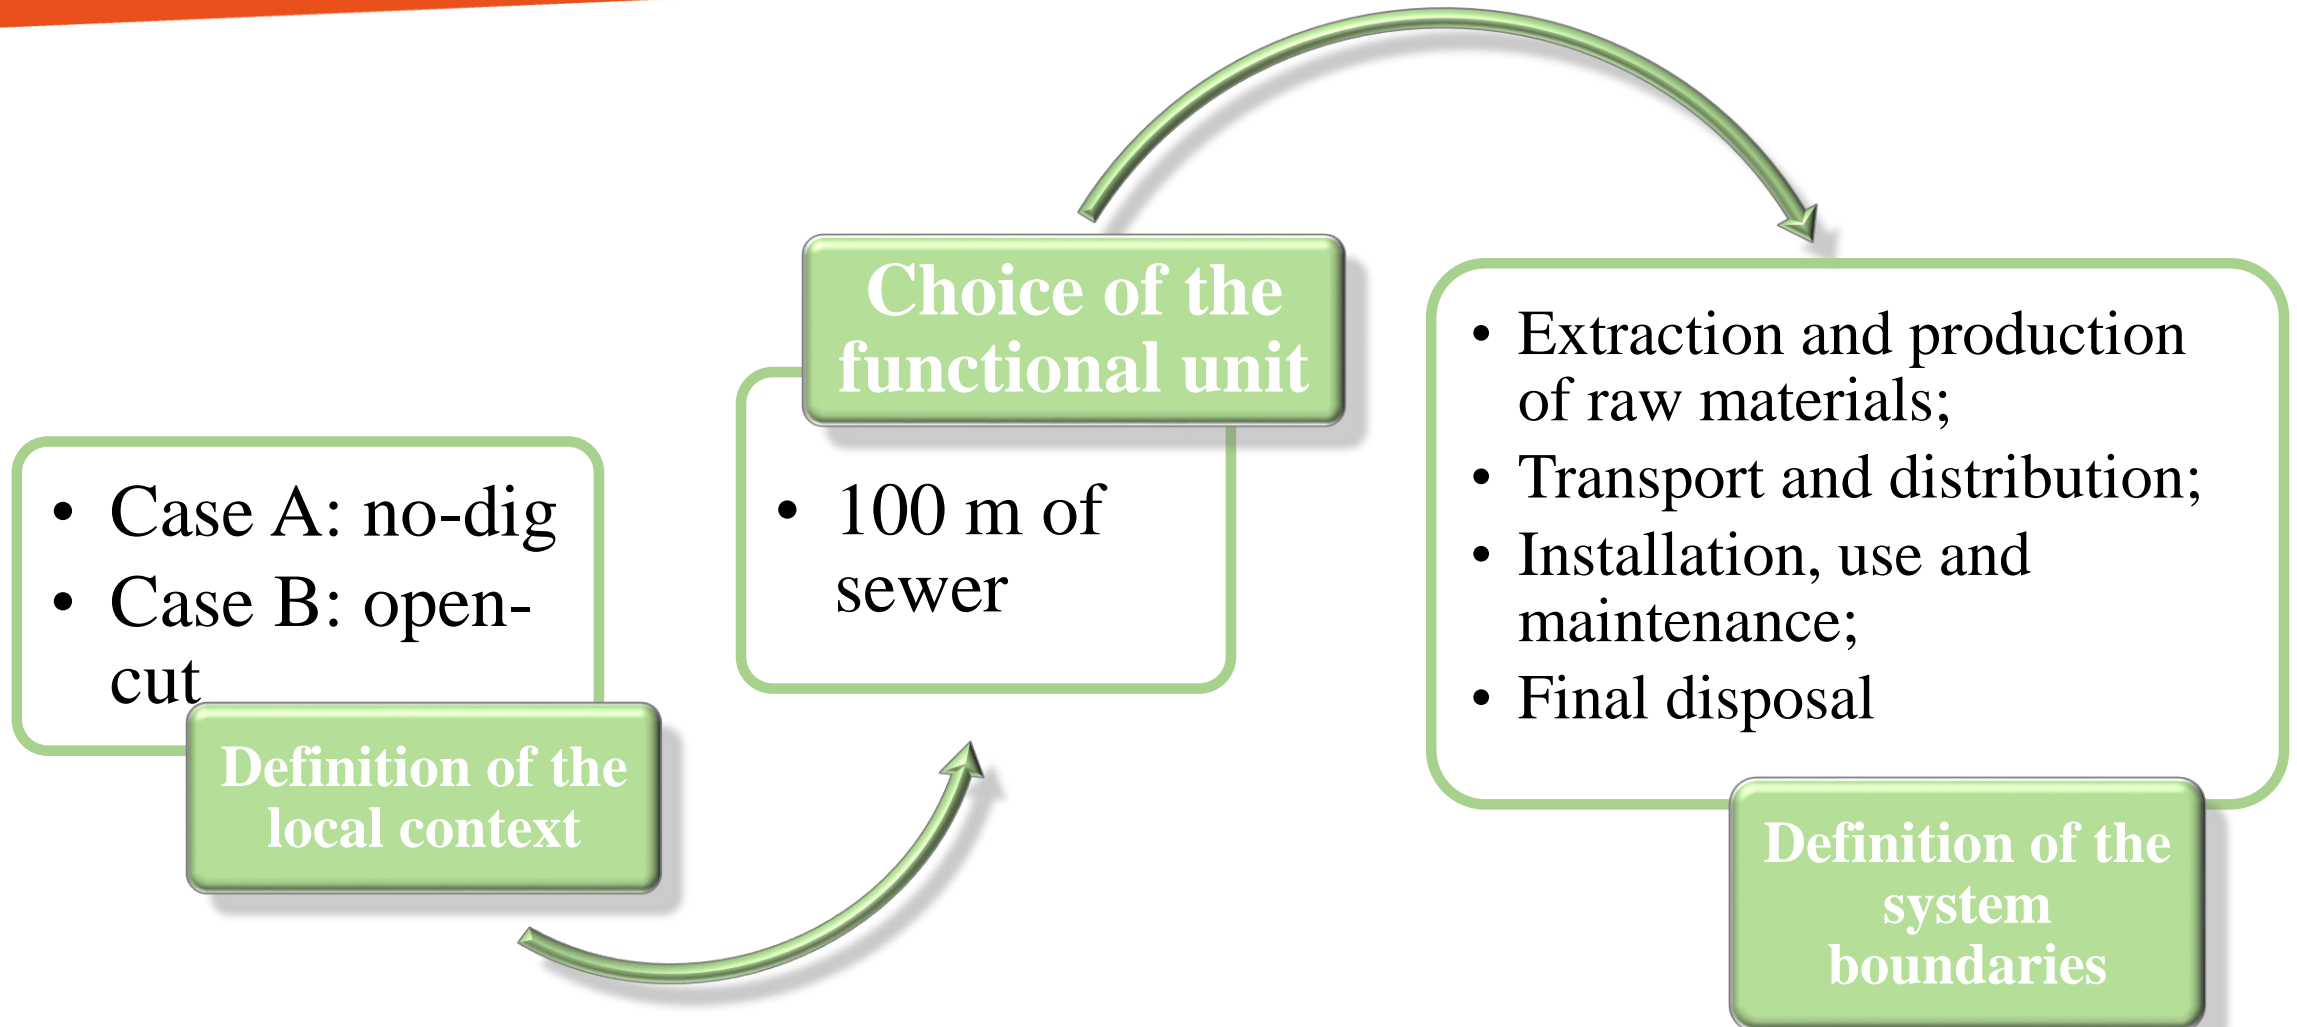 • Case A: no-dig
• Case B: open-
cut
Definition of the
local context
Choice of the
functional unit
• 100 m of
sewer
• Extraction and production
of raw materials;
• Transport and distribution;
• Installation, use and
maintenance;
• Final disposal
Definition of the
system
boundaries